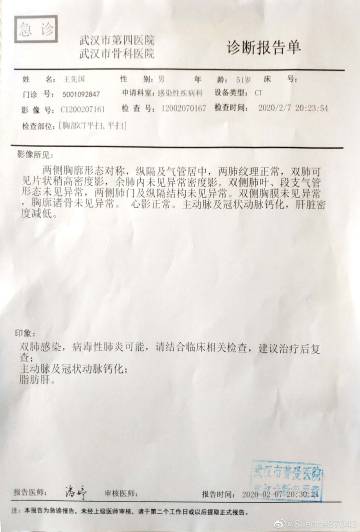 急 诊
武汉市第四医院
武汉市骨科医院
诊断报告单
姓 名: 王先国 性 别: 男 年 龄: 51岁 床 号:
门诊 号: 5001092847 申请科室: 感染性疾病科 设备类型: CT
影 像 号: C1200207161 检 查 号: 12002070167 检查时间: 2020/2/7 20:23:54
检查部位: [胸部CT平扫,平扫]
影像所见:
两侧胸廓形态对称,纵隔及气管居中,两肺纹理正常,双肺可
见片状稍高密度影,余肺内未见异常密度影。双侧肺叶、段支气管
形态未见异常,两侧肺门及纵隔结构未见异常。双侧胸膜未见异常
,胸廓诸骨未见异常。 心影正常。主动脉及冠状动脉钙化,肝脏密
度减低。
印象:
双肺感染,病毒性肺炎可能,请结合临床相关检查,建议治疗后复
查;
主动脉及冠状动脉钙化;
脂肪肝。
报告医师: 审核医师: 报告时间: 2020-02-07 20:30:24
注:本报告为急诊报告,未经上级医师审核,请于第二个工作日或以后提取正式报告。